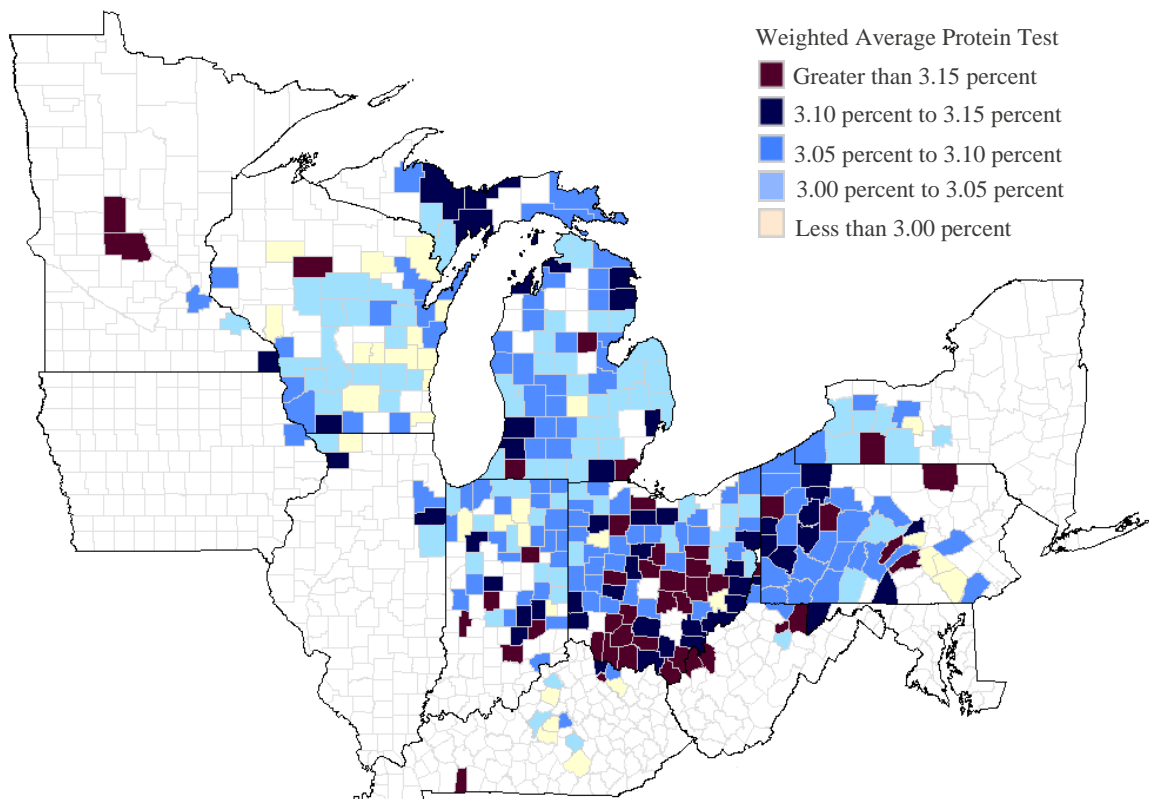 Weighted Average Protein Test
Greater than 3.15 percent
3.10 percent to 3.15 percent
3.05 percent to 3.10 percent
3.00 percent to 3.05 percent
Less than 3.00 percent